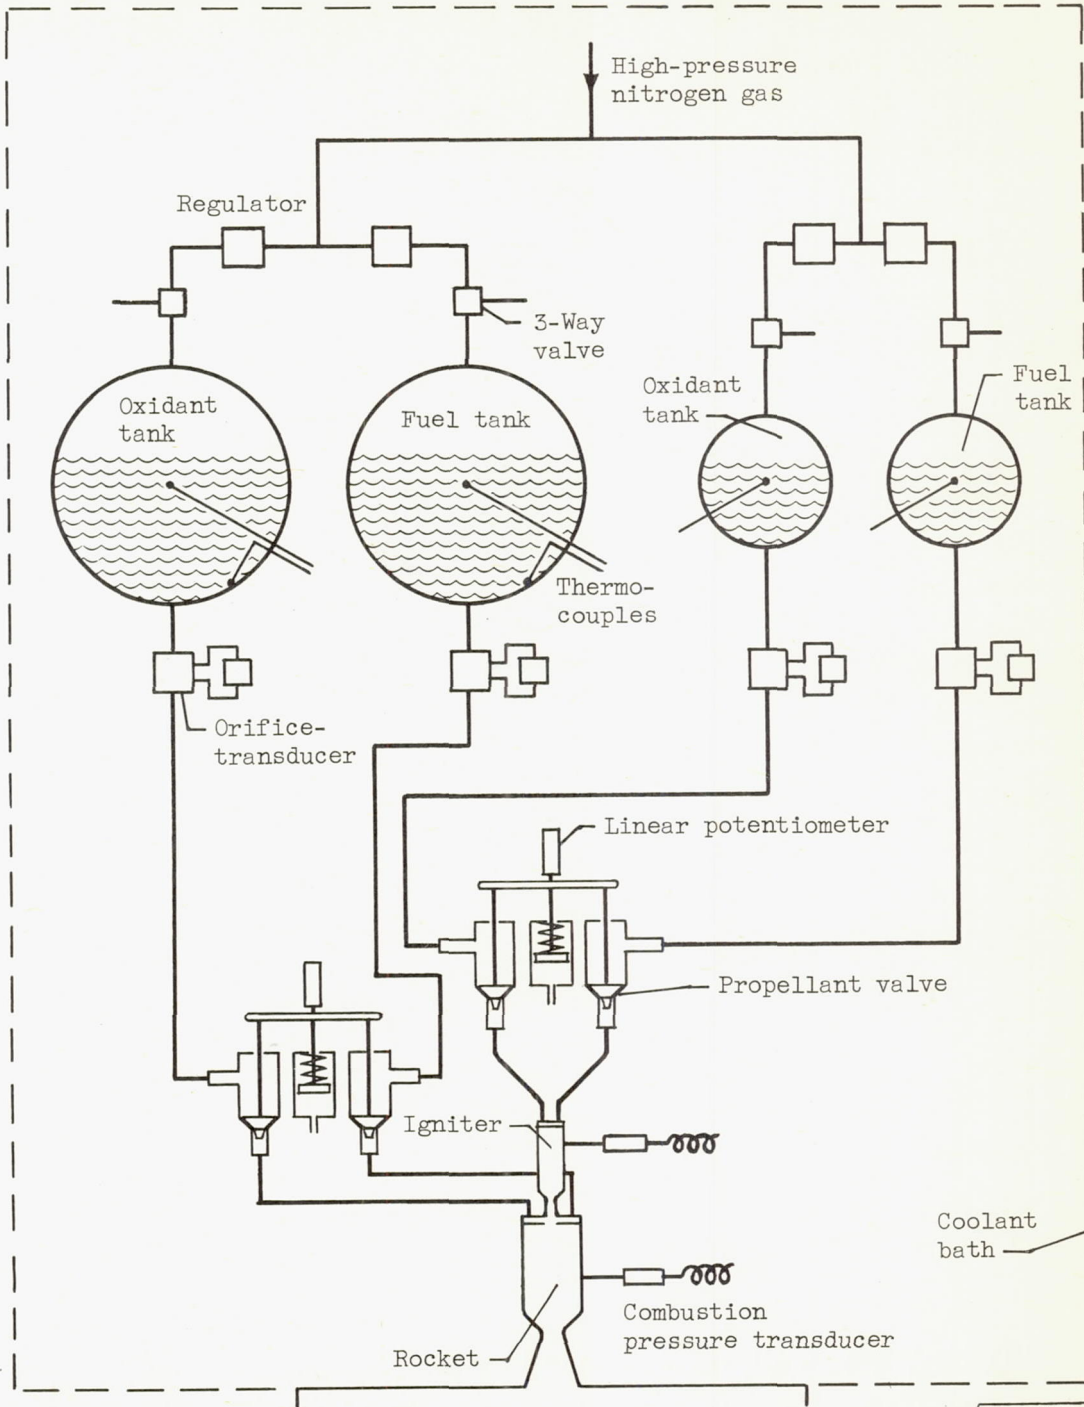 High-pressure
nitrogen gas
Regulator
3-Way
valve
Oxidant
tank
Fuel tank
Oxidant
tank
Fuel
tank
Thermo-
couples
Orifice-
transducer
Linear potentiometer
Propellant valve
Igniter
Coolant
bath
Combustion
pressure transducer
Rocket